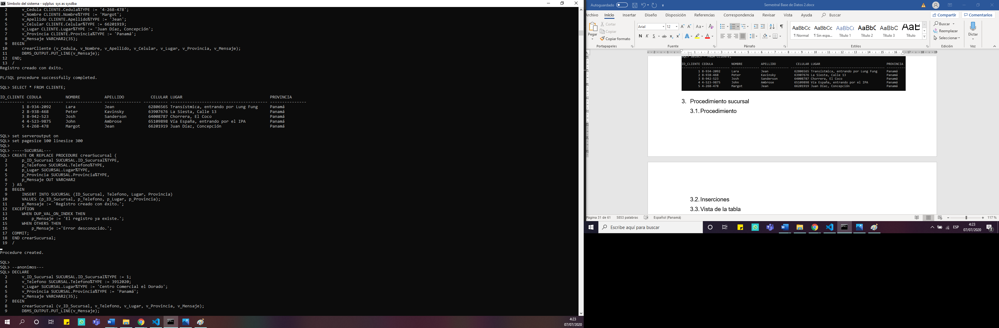 Símbolo del sistema - sqlplus sys as sysdba
2 v_Cedula CLIENTE.Cedula%TYPE := '4-268-478';
3 v_Nombre CLIENTE.Nombre%TYPE := 'Margot';
4 v_Apellido CLIENTE.Apellido%TYPE := 'Jean';
5 v_Celular CLIENTE.Celular%TYPE := 66201919;
6 v_Lugar CLIENTE.Lugar%TYPE := 'Juan Díaz, Concepción';
7 v_Provincia CLIENTE.Provincia%TYPE := 'Panamá';
8 v_Mensaje VARCHAR2(35);
9 BEGIN
10 crearCliente (v_Cedula, v_Nombre, v_Apellido, v_Celular, v_Lugar, v_Provincia, v_Mensaje);
11 DBMS_OUTPUT.PUT_LINE(v_Mensaje);
12 END;
13 /
Registro creado con éxito.
PL/SQL procedure successfully completed.
SQL> SELECT * FROM CLIENTE;
ID_CLIENTE CEDULA NOMBRE APELLIDO CELULAR LUGAR PROVINCIA
---------- --------------- --------------- --------------- ---------- ---------------------------------------- ---------------
1 8-934-2092 Lara Jean 62806565 Transístmica, entrando por Lung Fung Panamá
2 8-938-468 Peter Kavinsky 63907676 La Siesta, Calle 13 Panamá
3 8-942-523 Josh Sanderson 64008787 Chorrera, El Coco Panamá
4 4-523-9875 John Ambrose 65109898 Vía España, entrando por el IPA Panamá
5 4-268-478 Margot Jean 66201919 Juan Díaz, Concepción Panamá
SQL> set serveroutput on
SQL> set pagesize 100 linesize 300
SQL>
SQL> -----SUCURSAL---
SQL> CREATE OR REPLACE PROCEDURE crearSucursal (
2 p_ID_Sucursal SUCURSAL.ID_Sucursal%TYPE,
3 p_Telefono SUCURSAL.Telefono%TYPE,
4 p_Lugar SUCURSAL.Lugar%TYPE,
5 p_Provincia SUCURSAL.Provincia%TYPE,
6 p_Mensaje OUT VARCHAR2
7 ) AS
8 BEGIN
9 INSERT INTO SUCURSAL (ID_Sucursal, Telefono, Lugar, Provincia)
10 VALUES (p_ID_Sucursal, p_Telefono, p_Lugar, p_Provincia);
11 p_Mensaje := 'Registro creado con éxito.';
12 EXCEPTION
13 WHEN DUP_VAL_ON_INDEX THEN
14 p_Mensaje := 'El registro ya existe.';
15 WHEN OTHERS THEN
16 p_Mensaje :='Error desconocido.';
17 COMMIT;
18 END crearSucursal;
19 /
Procedure created.
SQL>
SQL> --anonimos---
SQL> DECLARE
2 v_ID_Sucursal SUCURSAL.ID_Sucursal%TYPE := 1;
3 v_Telefono SUCURSAL.Telefono%TYPE := 3912020;
4 v_Lugar SUCURSAL.Lugar%TYPE := 'Centro Comercial el Dorado';
5 v_Provincia SUCURSAL.Provincia%TYPE := 'Panamá';
6 v_Mensaje VARCHAR2(35);
7 BEGIN
8 crearSucursal (v_ID_Sucursal, v_Telefono, v_Lugar, v_Provincia, v_Mensaje);
9 DBMS_OUTPUT.PUT_LINE(v_Mensaje);
4:23
07/07/2020
Autoguardado Semestral Base de Datos 2.docx
Archivo Inicio Insertar Diseño Disposición Referencias Correspondencia Revisar Vista Ayuda Buscar Compartir Comentarios
Pegar Cortar Copiar Copiar formato
Arial 12
N K S ab x₂ x² A A
AaBbCc AaBbCc AaBbCc AaBbC AaBbC AaB
¶ Normal ¶ Sin espa... Título 1 Título 2 Título 3 Título
Buscar Reemplazar Seleccionar Dictar
Portapapeles Fuente Párrafo Estilos Edición Voz
SQL> SELECT * FROM CLIENTE;
ID_CLIENTE CEDULA NOMBRE APELLIDO CELULAR LUGAR PROVINCIA
1 8-934-2092 Lara Jean 62806565 Transístmica, entrando por Lung Fung Panamá
2 8-938-468 Peter Kavinsky 63907676 La Siesta, Calle 13 Panamá
3 8-942-523 Josh Sanderson 64008787 Chorrera, El Coco Panamá
4 4-523-9875 John Ambrose 65109898 Vía España, entrando por el IPA Panamá
5 4-268-478 Margot Jean 66201919 Juan Díaz, Concepción Panamá
3. Procedimiento sucursal
3.1. Procedimiento
3.2. Inserciones
3.3. Vista de la tabla
Página 31 de 61 5853 palabras Español (Panamá) 117 %
Escribe aquí para buscar
ESP
4:23
07/07/2020
2